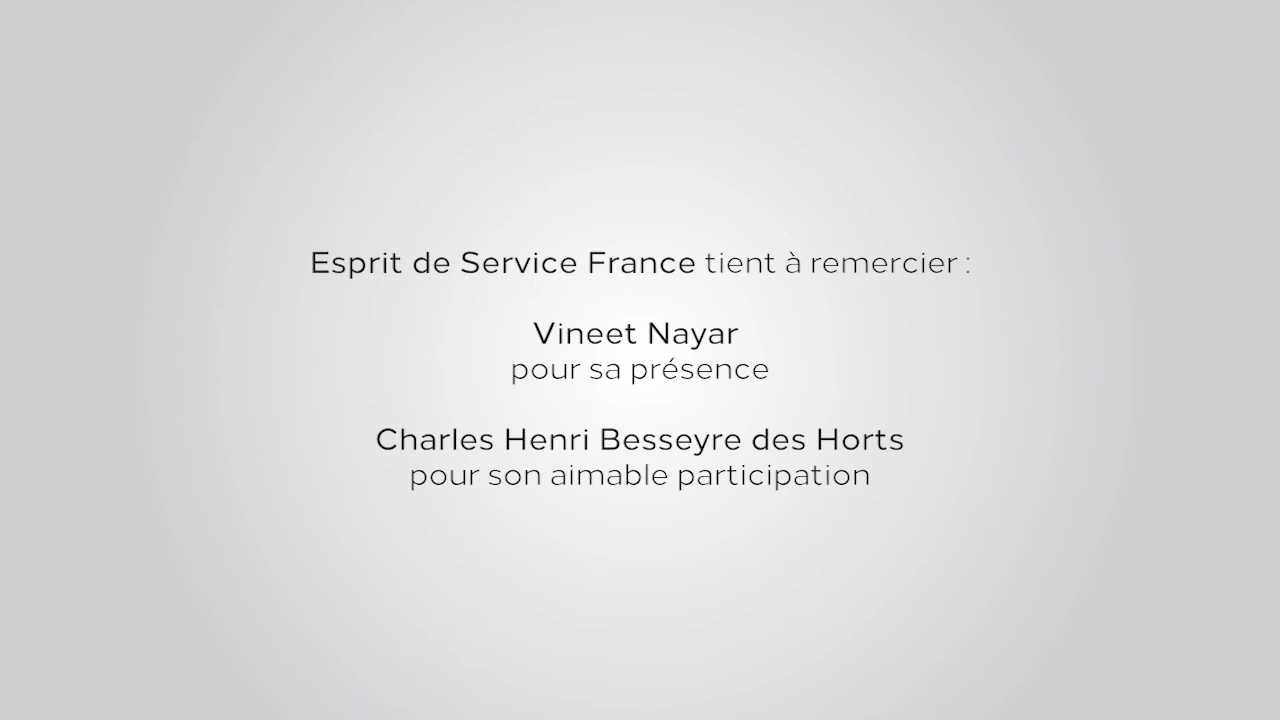 Esprit de Service France tient à remercier :
Vineet Nayar
pour sa présence
Charles Henri Besseyre des Horts
pour son aimable participation